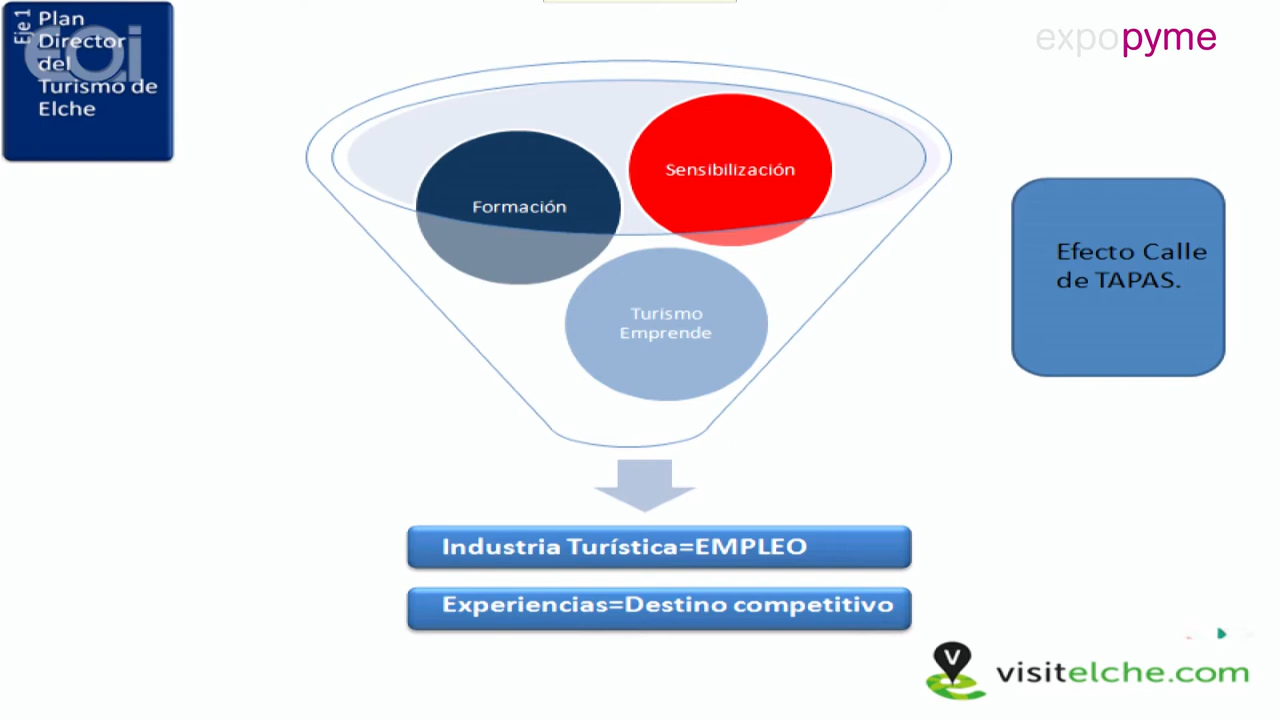 Eje 1
Plan
Director
del
Turismo de
Elche
eoi
expopyme
Sensibilización
Formación
Turismo
Emprende
Efecto Calle
de TAPAS.
Industria Turística=EMPLEO
Experiencias=Destino competitivo
V
visitelche.com